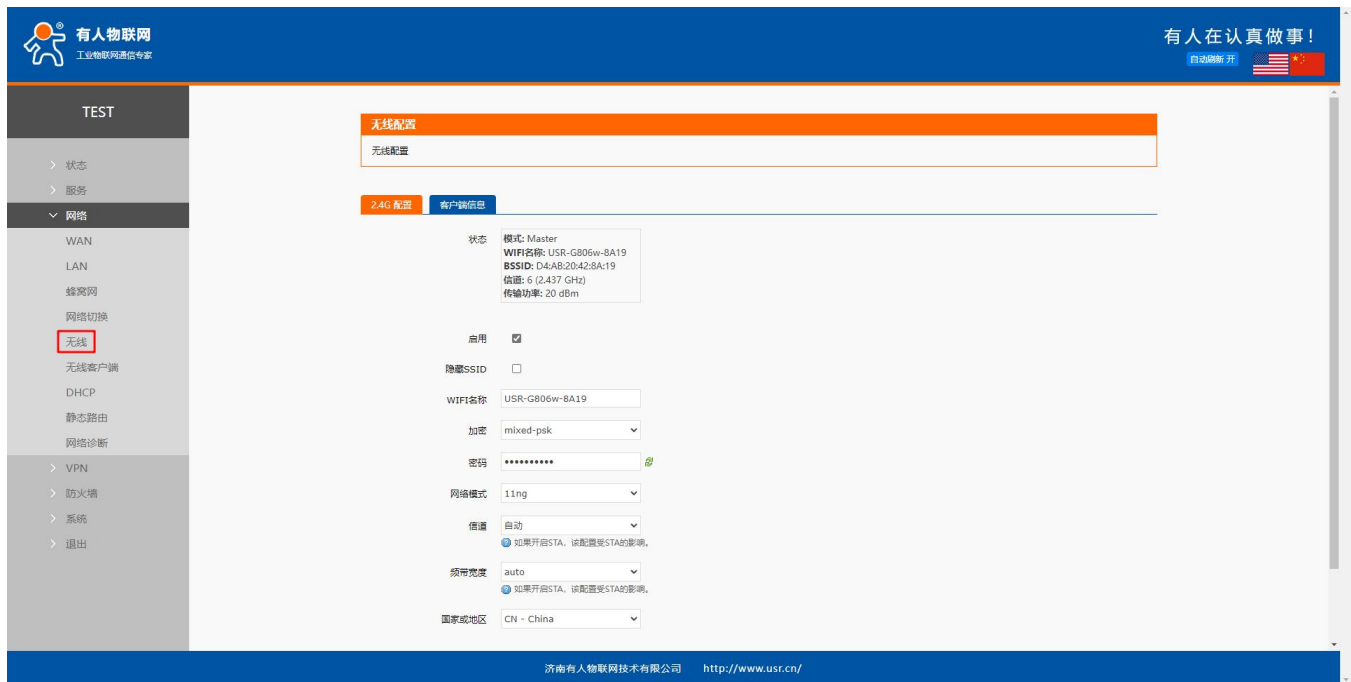 有人物联网
®
工业物联网通信专家
有人在认真做事!
自动刷新 开
TEST
状态
服务
网络
WAN
LAN
蜂窝网
网络切换
无线
无线客户端
DHCP
静态路由
网络诊断
VPN
防火墙
系统
退出
无线配置
无线配置
2.4G 配置 客户端信息
状态 模式: Master
WIFI名称: USR-G806w-8A19
BSSID: D4:AB:20:42:8A:19
信道: 6 (2.437 GHz)
传输功率: 20 dBm
启用
隐藏SSID
WIFI名称 USR-G806w-8A19
加密 mixed-psk
密码 ••••••••••
网络模式 11ng
信道 自动
如果开启STA，该配置受STA的影响。
频带宽度 auto
如果开启STA，该配置受STA的影响。
国家或地区 CN - China
济南有人物联网技术有限公司 http://www.usr.cn/